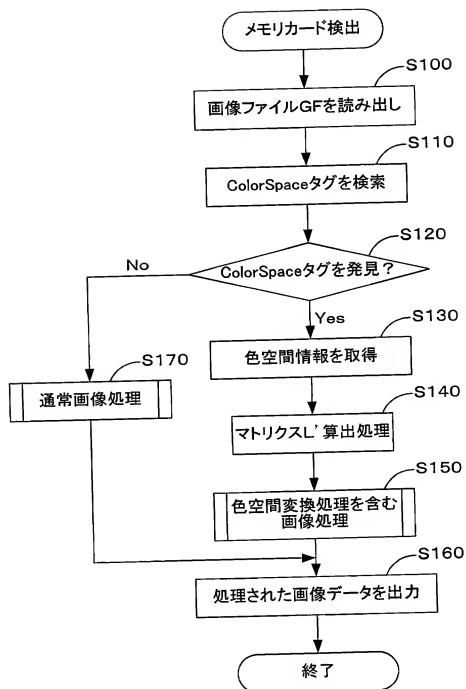 メモリカード検出
S100
画像ファイルGFを読み出し
S110
ColorSpaceタグを検索
S120
ColorSpaceタグを発見？
No
Yes
S130
色空間情報を取得
S170
通常画像処理
S140
マトリクスL'算出処理
S150
色空間変換処理を含む
画像処理
S160
処理された画像データを出力
終了